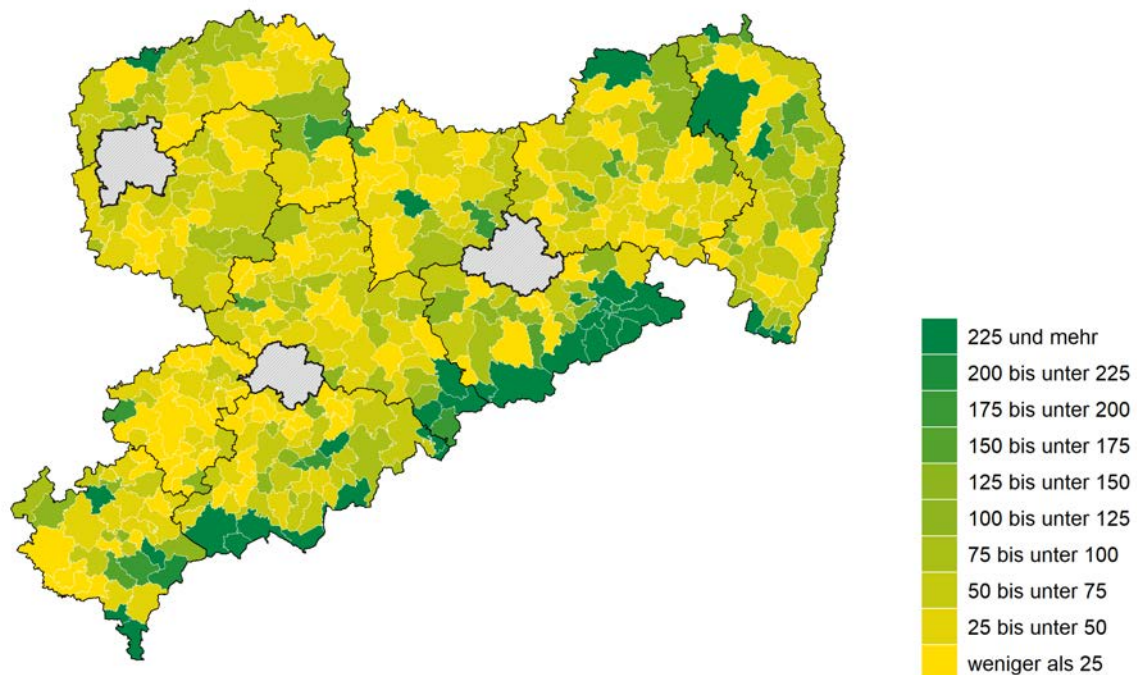 225 und mehr
200 bis unter 225
175 bis unter 200
150 bis unter 175
125 bis unter 150
100 bis unter 125
75 bis unter 100
50 bis unter 75
25 bis unter 50
weniger als 25